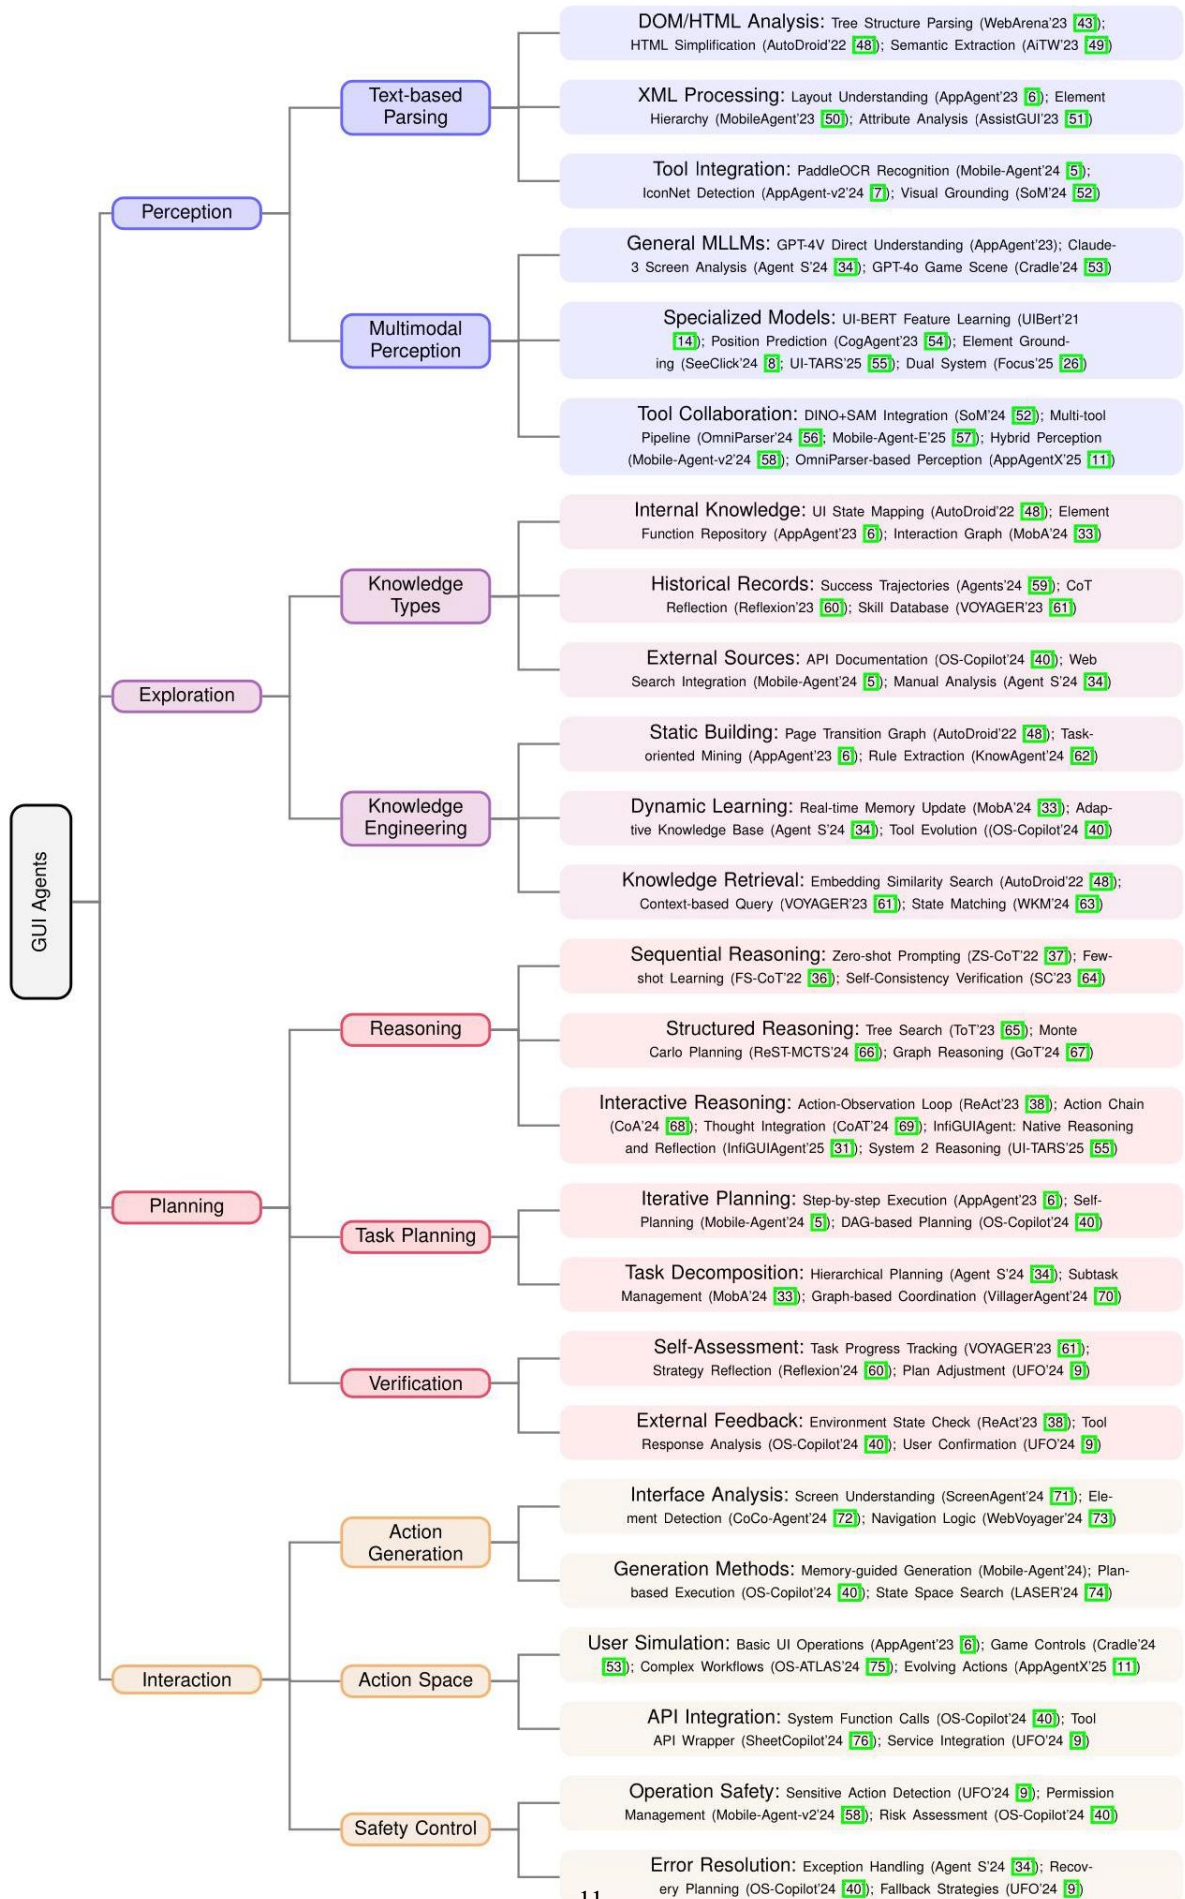 DOM/HTML Analysis: Tree Structure Parsing (WebArena'23 [43]);
HTML Simplification (AutoDroid'22 [48]); Semantic Extraction (AiTW'23 [49])
Text-based
Parsing
XML Processing: Layout Understanding (AppAgent'23 [6]); Element
Hierarchy (MobileAgent'23 [50]); Attribute Analysis (AssistGUI'23 [51])
Tool Integration: PaddleOCR Recognition (Mobile-Agent'24 [5]);
IconNet Detection (AppAgent-v2'24 [7]); Visual Grounding (SoM'24 [52])
Perception
General MLLMs: GPT-4V Direct Understanding (AppAgent'23); Claude-
3 Screen Analysis (Agent S'24 [34]); GPT-4o Game Scene (Cradle'24 [53])
Multimodal
Perception
Specialized Models: UI-BERT Feature Learning (UIBert'21
[14]); Position Prediction (CogAgent'23 [54]); Element Ground-
ing (SeeClick'24 [8]; UI-TARS'25 [55]); Dual System (Focus'25 [26])
Tool Collaboration: DINO+SAM Integration (SoM'24 [52]); Multi-tool
Pipeline (OmniParser'24 [56]; Mobile-Agent-E'25 [57]); Hybrid Perception
(Mobile-Agent-v2'24 [58]); OmniParser-based Perception (AppAgentX'25 [11])
Internal Knowledge: UI State Mapping (AutoDroid'22 [48]); Element
Function Repository (AppAgent'23 [6]); Interaction Graph (MobA'24 [33])
Knowledge
Types
Historical Records: Success Trajectories (Agents'24 [59]); CoT
Reflection (Reflexion'23 [60]); Skill Database (VOYAGER'23 [61])
External Sources: API Documentation (OS-Copilot'24 [40]); Web
Search Integration (Mobile-Agent'24 [5]); Manual Analysis (Agent S'24 [34])
Exploration
Static Building: Page Transition Graph (AutoDroid'22 [48]); Task-
oriented Mining (AppAgent'23 [6]); Rule Extraction (KnowAgent'24 [62])
Knowledge
Engineering
Dynamic Learning: Real-time Memory Update (MobA'24 [33]); Adap-
tive Knowledge Base (Agent S'24 [34]); Tool Evolution ((OS-Copilot'24 [40])
Knowledge Retrieval: Embedding Similarity Search (AutoDroid'22 [48];
Context-based Query (VOYAGER'23 [61]); State Matching (WKM'24 [63])
GUI Agents
Sequential Reasoning: Zero-shot Prompting (ZS-CoT'22 [37]); Few-
shot Learning (FS-CoT'22 [36]); Self-Consistency Verification (SC'23 [64])
Reasoning
Structured Reasoning: Tree Search (ToT'23 [65]); Monte
Carlo Planning (ReST-MCTS'24 [66]); Graph Reasoning (GoT'24 [67])
Interactive Reasoning: Action-Observation Loop (ReAct'23 [38]); Action Chain
(CoA'24 [68]); Thought Integration (CoAT'24 [69]); InfiGUIAgent: Native Reasoning
and Reflection (InfiGUIAgent'25 [31]); System 2 Reasoning (UI-TARS'25 [55])
Planning
Iterative Planning: Step-by-step Execution (AppAgent'23 [6]); Self-
Planning (Mobile-Agent'24 [5]); DAG-based Planning (OS-Copilot'24 [40])
Task Planning
Task Decomposition: Hierarchical Planning (Agent S'24 [34]); Subtask
Management (MobA'24 [33]); Graph-based Coordination (VillagerAgent'24 [70])
Self-Assessment: Task Progress Tracking (VOYAGER'23 [61]);
Strategy Reflection (Reflexion'24 [60]); Plan Adjustment (UFO'24 [9])
Verification
External Feedback: Environment State Check (ReAct'23 [38]); Tool
Response Analysis (OS-Copilot'24 [40]); User Confirmation (UFO'24 [9])
Interface Analysis: Screen Understanding (ScreenAgent'24 [71]); Ele-
ment Detection (CoCo-Agent'24 [72]); Navigation Logic (WebVoyager'24 [73])
Action
Generation
Generation Methods: Memory-guided Generation (Mobile-Agent'24); Plan-
based Execution (OS-Copilot'24 [40]); State Space Search (LASER'24 [74])
Interaction
User Simulation: Basic UI Operations (AppAgent'23 [6]); Game Controls (Cradle'24
[53]); Complex Workflows (OS-ATLAS'24 [75]); Evolving Actions (AppAgentX'25 [11])
Action Space
API Integration: System Function Calls (OS-Copilot'24 [40]); Tool
API Wrapper (SheetCopilot'24 [76]); Service Integration (UFO'24 [9])
Operation Safety: Sensitive Action Detection (UFO'24 [9]); Permission
Management (Mobile-Agent-v2'24 [58]); Risk Assessment (OS-Copilot'24 [40])
Safety Control
Error Resolution: Exception Handling (Agent S'24 [34]); Recov-
ery Planning (OS-Copilot'24 [40]); Fallback Strategies (UFO'24 [9])
11